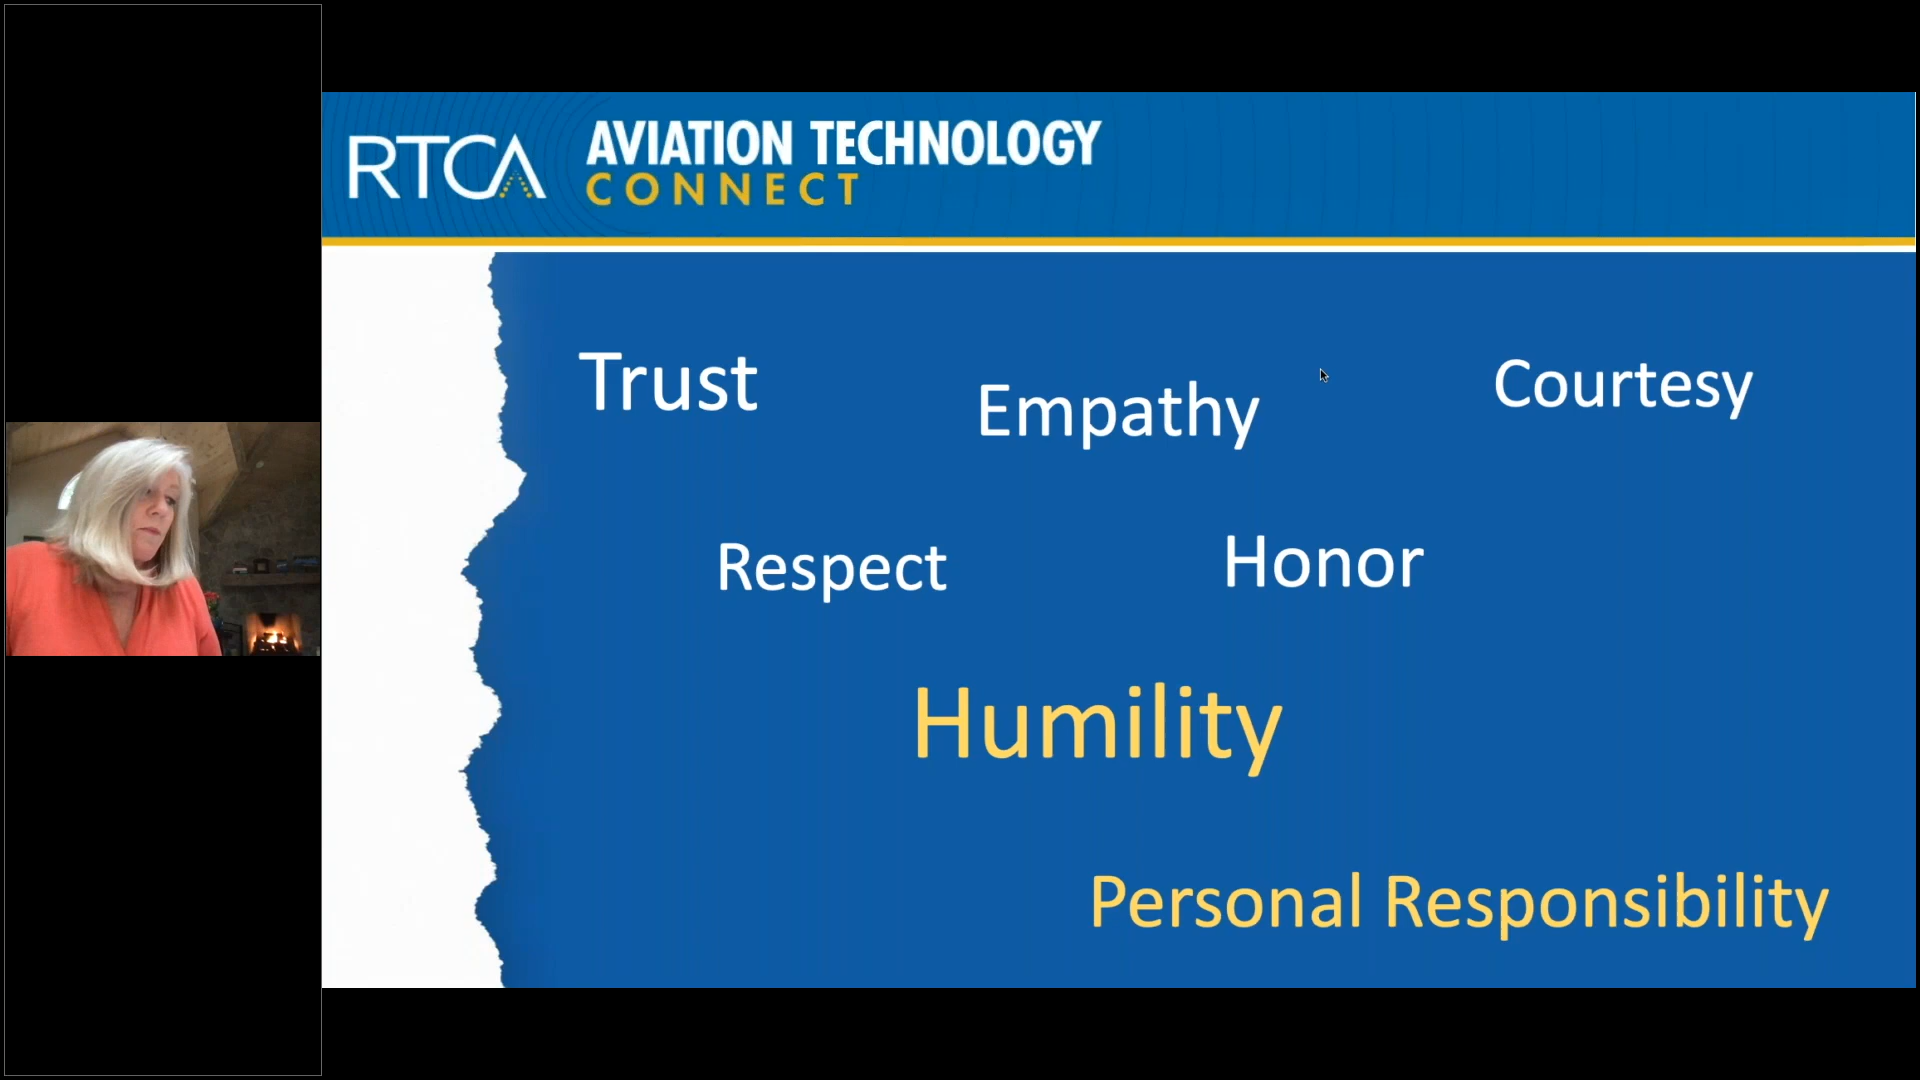 RTCA
AVIATION TECHNOLOGY
CONNECT
Trust
Empathy
Courtesy
Respect
Honor
Humility
Personal Responsibility